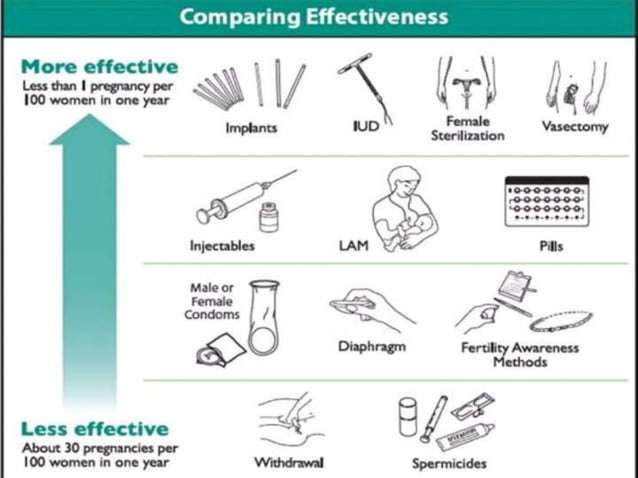 Comparing Effectiveness
More effective
Less than 1 pregnancy per
100 women in one year
Implants
IUD
Female
Sterilization
Vasectomy
Injectables
LAM
Pills
Male or
Female
Condoms
Diaphragm
Fertility Awareness
Methods
Less effective
About 30 pregnancies per
100 women in one year
Withdrawal
Spermicides